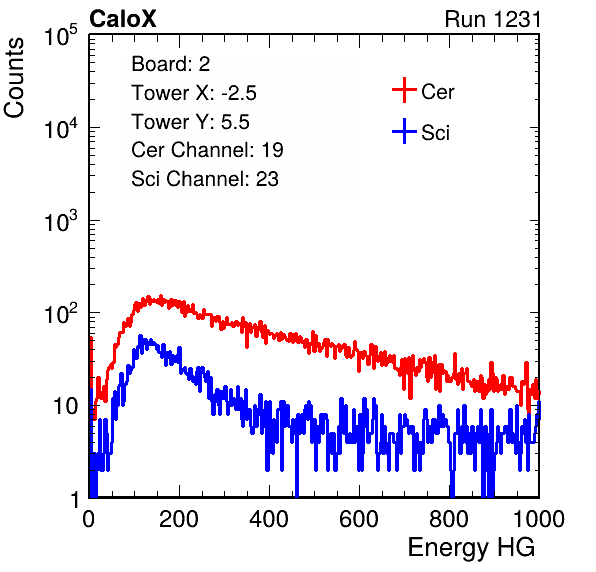 CaloX Run 1231
Counts
10^5
10^4
10^3
10^2
10
1
Board: 2
Tower X: -2.5
Tower Y: 5.5
Cer Channel: 19
Sci Channel: 23
Cer
Sci
0 200 400 600 800 1000
Energy HG